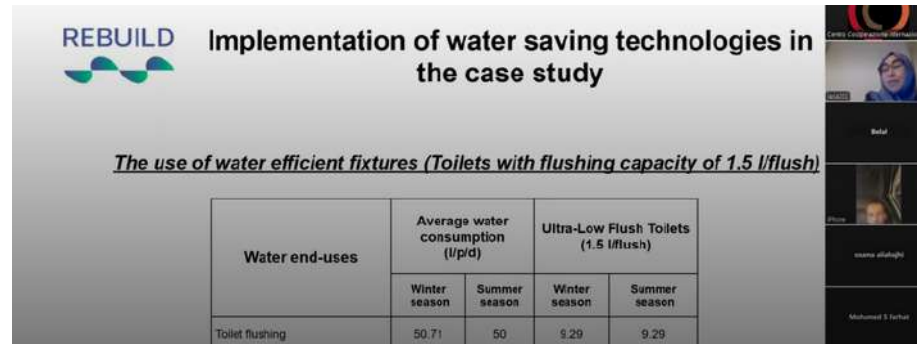 REBUILD
Implementation of water saving technologies in
the case study
The use of water efficient fixtures (Toilets with flushing capacity of 1.5 l/flush)
Water end-uses
Average water
consumption
(l/p/d)
Ultra-Low Flush Toilets
(1.5 l/flush)
Winter
season
Summer
season
Winter
season
Summer
season
Toilet flushing
50.71
50
9.29
9.29
Belal
iPhone
Mohamed S Farhat